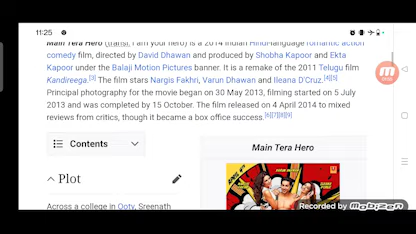 11:25
Main Tera Hero (transl. I am your hero) is a 2014 Indian Hindi-language romantic action
comedy film, directed by David Dhawan and produced by Shobha Kapoor and Ekta
Kapoor under the Balaji Motion Pictures banner. It is a remake of the 2011 Telugu film
Kandireega.[3] The film stars Nargis Fakhri, Varun Dhawan and Ileana D'Cruz.[4][5]
Principal photography for the movie began on 30 May 2013, filming started on 5 July
2013 and was completed by 15 October. The film released on 4 April 2014 to mixed
reviews from critics, though it became a box office success.[6][7][8][9]
Contents
Main Tera Hero
Plot
Across a college in Ooty, Sreenath
Recorded by Mobizen